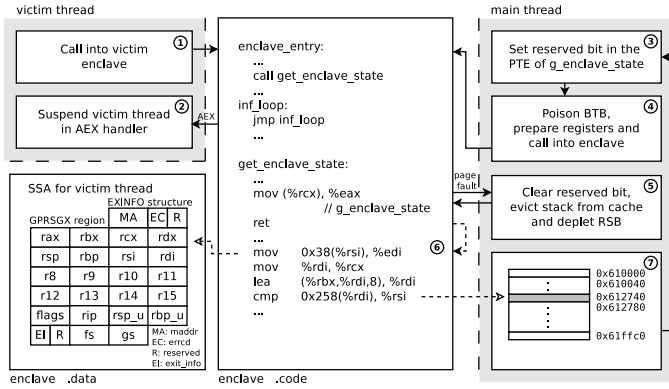 victim thread
Call into victim
enclave
1
Suspend victim thread
in AEX handler
2
AEX
SSA for victim thread
EXINFO structure
GPRSGX region
MA EC R
rax rbx rcx rdx
rsp rbp rsi rdi
r8 r9 r10 r11
r12 r13 r14 r15
flags rip rsp_u rbp_u
EI R fs gs
MA: maddr
EC: errcd
R: reserved
EI: exit_info
enclave .data
enclave_entry:
...
call get_enclave_state
...
inf_loop:
jmp inf_loop
...
get_enclave_state:
...
mov (%rcx), %eax
// g_enclave_state
ret
...
6
mov 0x38(%rsi), %edi
mov %rdi, %rcx
lea (%rbx,%rdi,8), %rdi
cmp 0x258(%rdi), %rsi
...
enclave .code
main thread
Set reserved bit in the
PTE of g_enclave_state
3
Poison BTB,
prepare registers and
call into enclave
4
page
fault
Clear reserved bit,
evict stack from cache
and deplet RSB
5
7
0x610000
0x610040
0x612740
0x612780
0x61ffc0